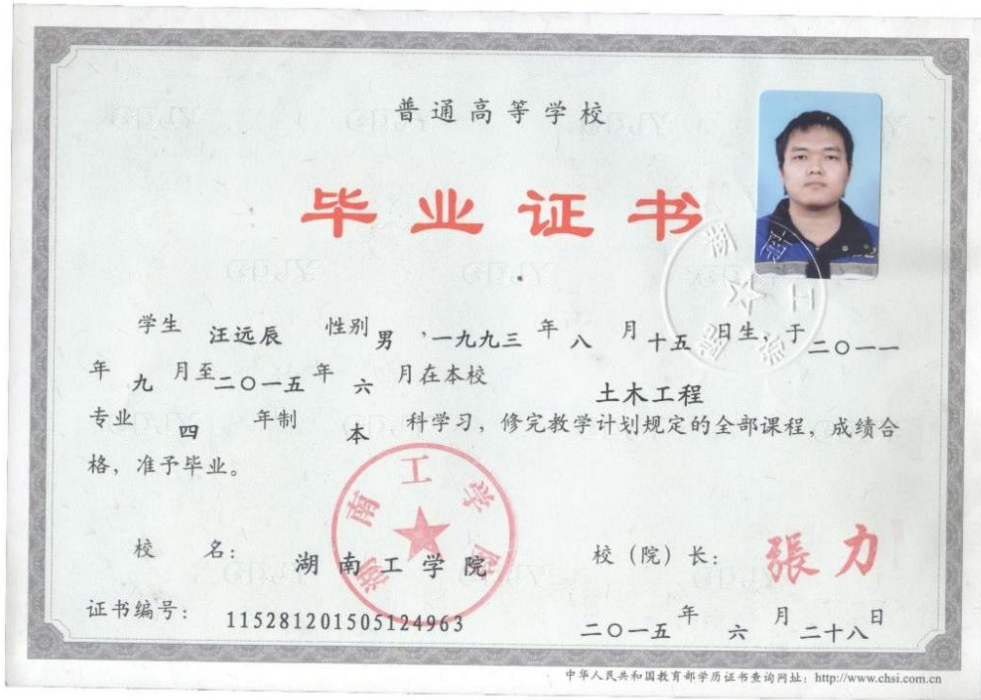 普通高等学校
毕业证书
学生 汪远辰 性别 男 ，一九九三 年 八 月 十五 日生，于 二〇一一
年 九 月至 二〇一五 年 六 月在本校 土木工程
专业 四 年制 本 科学习，修完教学计划规定的全部课程，成绩合
格，准予毕业。
湖南工学院
校 名： 湖南工学院 校（院）长： 張力
证书编号： 115281201505124963 二〇一五 年 六 月 二十八 日
中华人民共和国教育部学历证书查询网址：http://www.chsi.com.cn